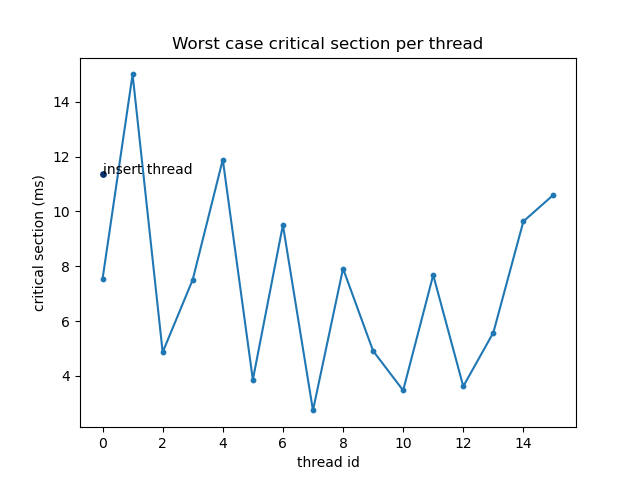 Worst case critical section per thread
14
12
10
8
6
4
critical section (ms)
insert thread
0 2 4 6 8 10 12 14
thread id